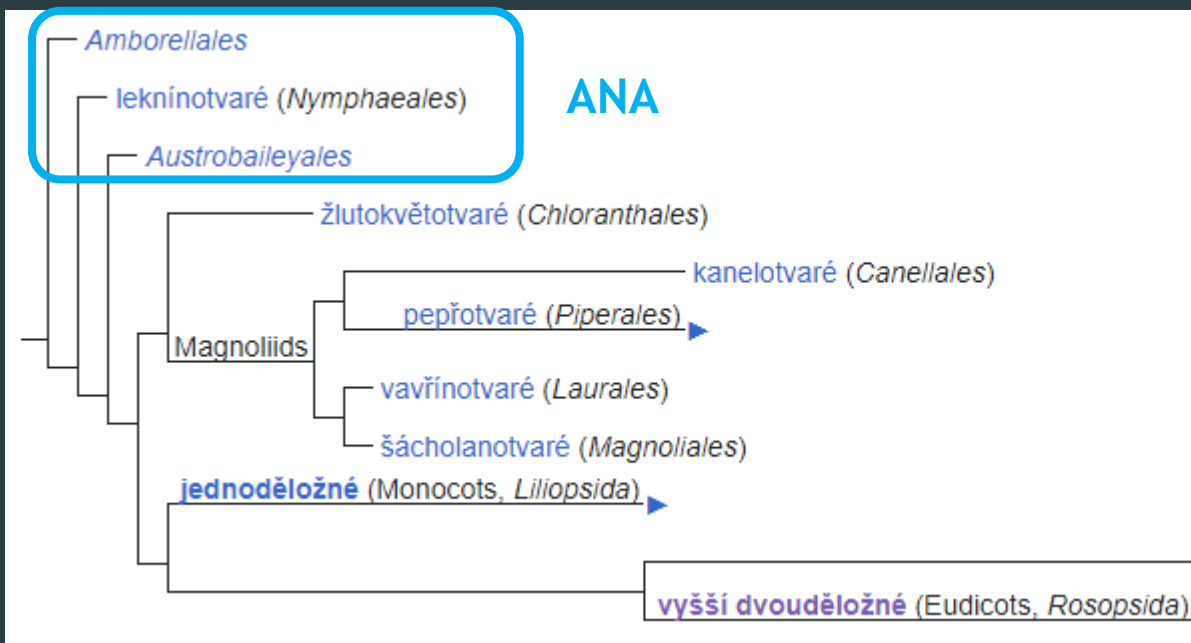 Amborellales
leknínotvaré (Nymphaeales)
ANA
Austrobaileyales
žlutokvětotvaré (Chloranthales)
kanelotvaré (Canellales)
pepřotvaré (Piperales)
Magnoliids
vavřínotvaré (Laurales)
šácholanotvaré (Magnoliales)
jednoděložné (Monocots, Liliopsida)
vyšší dvouděložné (Eudicots, Rosopsida)